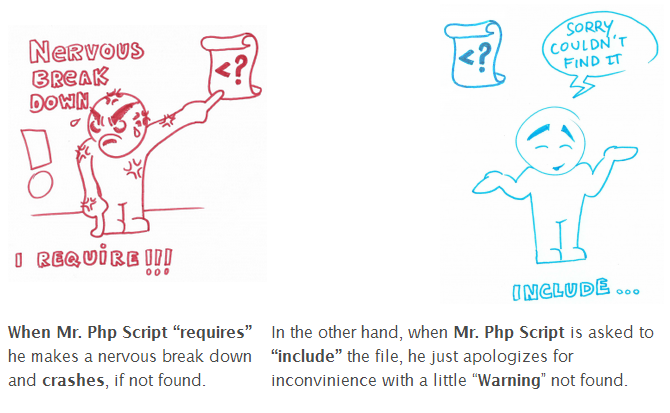 NERVOUS
BREAK
DOWN
<?
!
I REQUIRE!!!
<?
SORRY
COULDN'T
FIND IT
INCLUDE...
When Mr. Php Script “requires”
he makes a nervous break down
and crashes, if not found.
In the other hand, when Mr. Php Script is asked to
“include” the file, he just apologizes for
inconvinience with a little “Warning” not found.